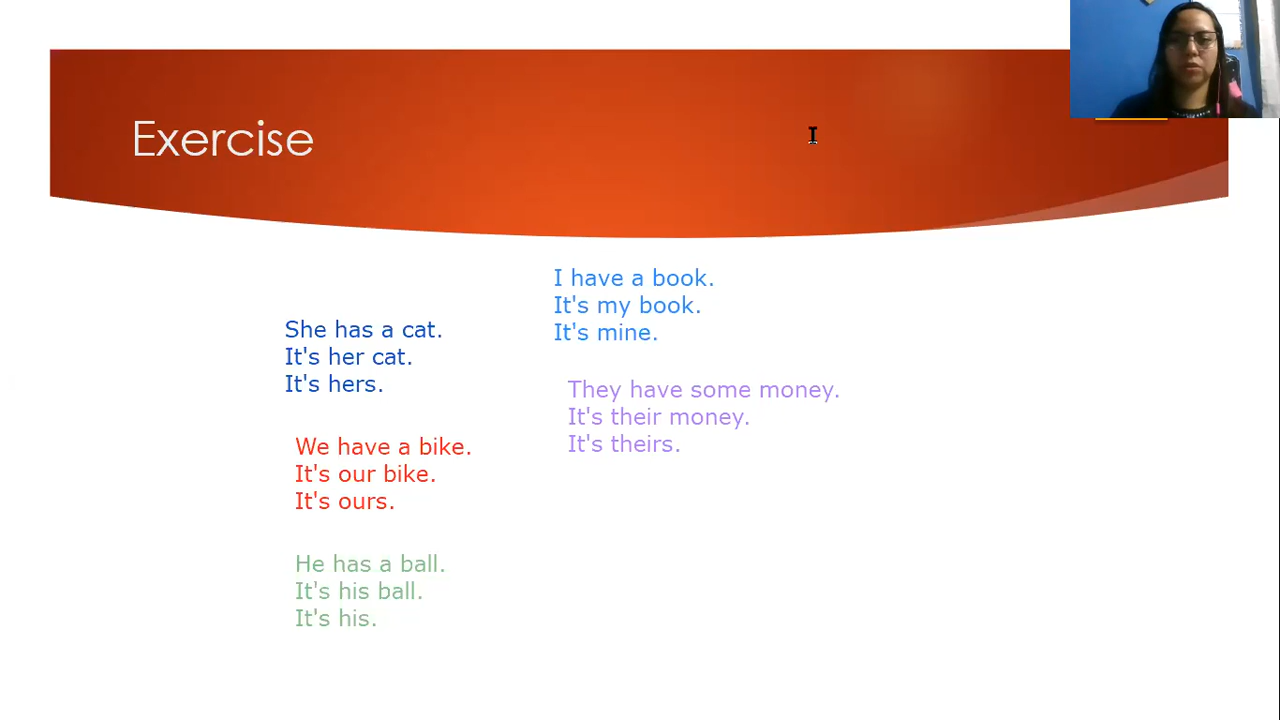 Exercise
She has a cat.
It's her cat.
It's hers.
We have a bike.
It's our bike.
It's ours.
He has a ball.
It's his ball.
It's his.
I have a book.
It's my book.
It's mine.
They have some money.
It's their money.
It's theirs.